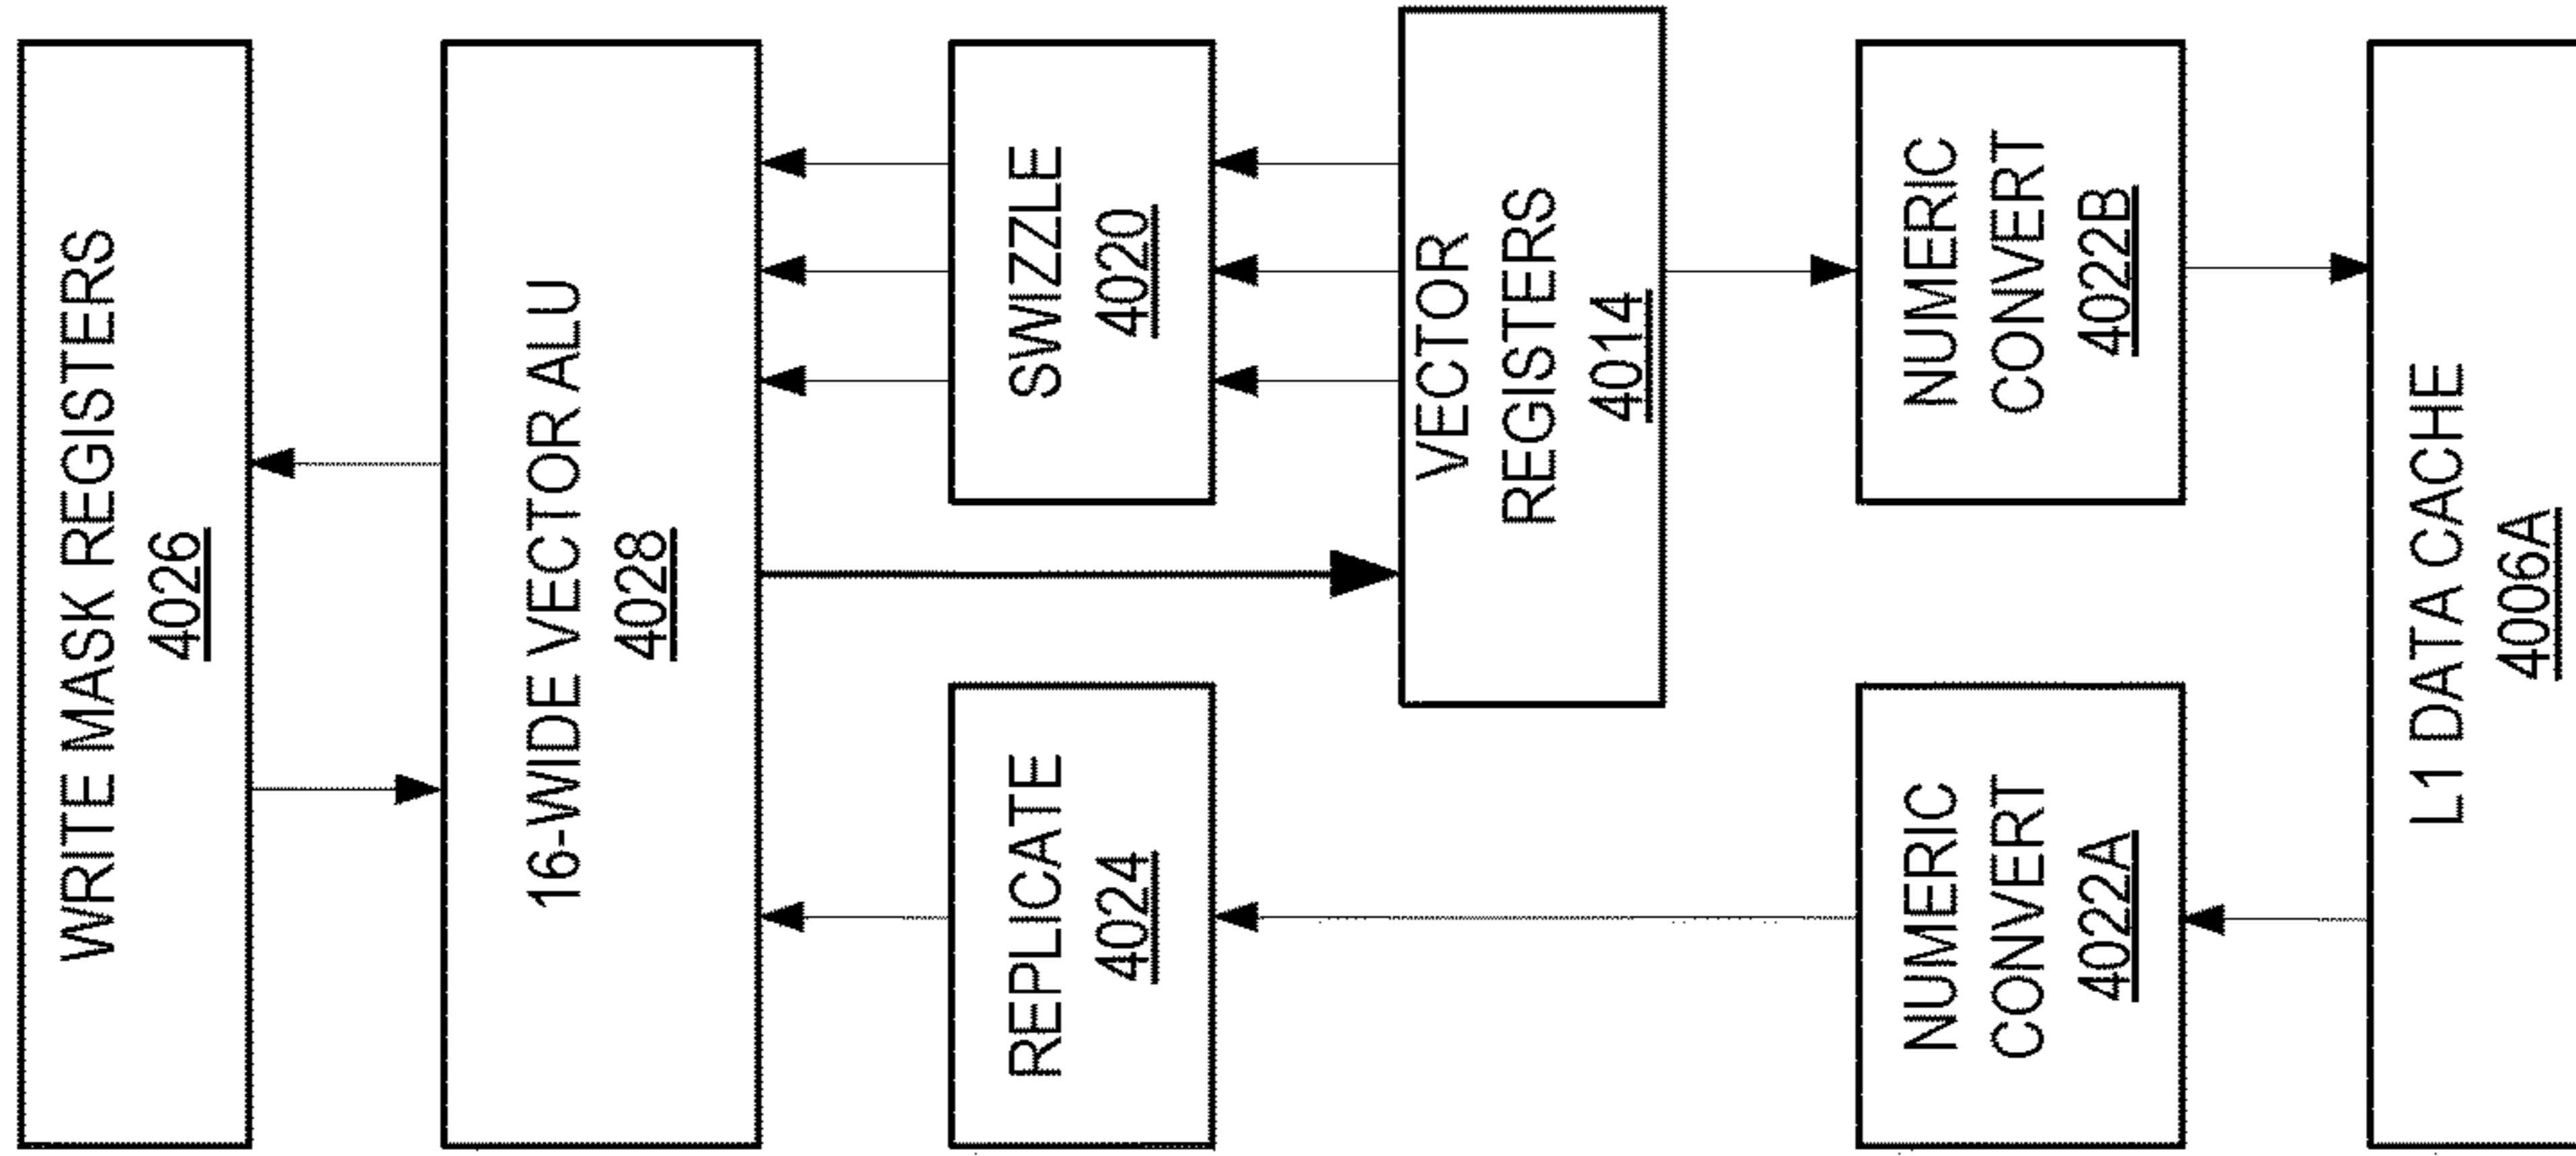 WRITE MASK REGISTERS
4026
16-WIDE VECTOR ALU
4028
REPLICATE
4024
SWIZZLE
4020
VECTOR
REGISTERS
4014
NUMERIC
CONVERT
4022A
NUMERIC
CONVERT
4022B
L1 DATA CACHE
4006A